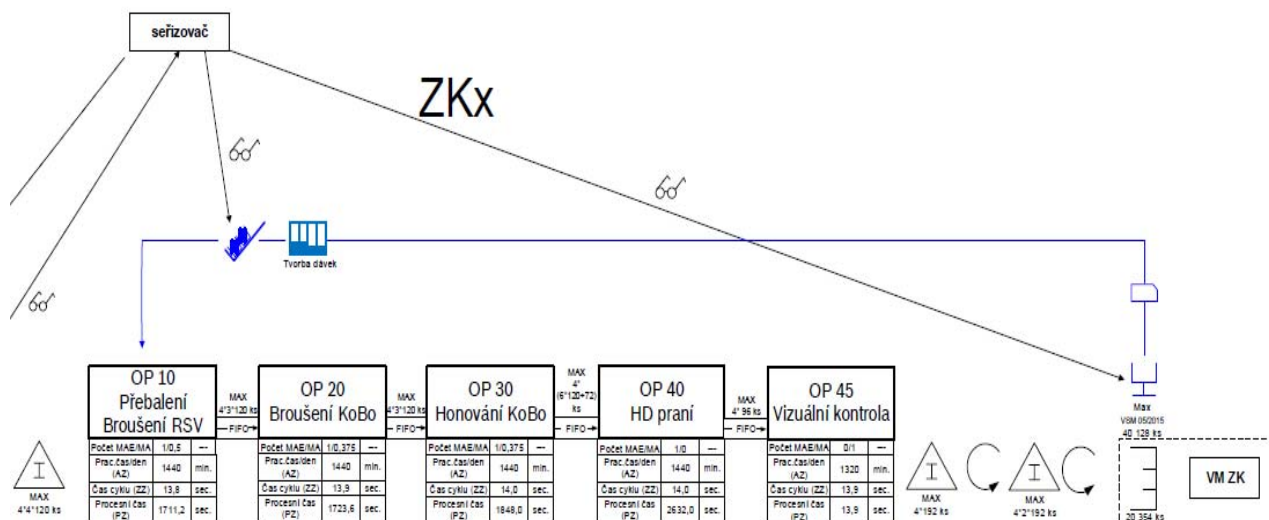 seřizovač
ZKx
Tvorba dávek
OP 10
Přebalení
Broušení RSV
MAX
4*3*120 ks
FIFO
OP 20
Broušení KoBo
MAX
4*3*120 ks
FIFO
OP 30
Honování KoBo
MAX
4*
(6*120+72)
ks
FIFO
OP 40
HD praní
MAX
4* 96 ks
FIFO
OP 45
Vizuální kontrola
Max
VSM 05/2015
40 128 ks
Počet MAE/MA 1/0,5 ---
Prac.čas/den (AZ) 1440 min.
Čas cyklu (ZZ) 13,8 sec.
Procesní čas (PZ) 1711,2 sec.
Počet MAE/MA 1/0,375 ---
Prac.čas/den (AZ) 1440 min.
Čas cyklu (ZZ) 13,9 sec.
Procesní čas (PZ) 1723,6 sec.
Počet MAE/MA 1/0,375 ---
Prac.čas/den (AZ) 1440 min.
Čas cyklu (ZZ) 14,0 sec.
Procesní čas (PZ) 1848,0 sec.
Počet MAE/MA 1/0 ---
Prac.čas/den (AZ) 1440 min.
Čas cyklu (ZZ) 14,0 sec.
Procesní čas (PZ) 2632,0 sec.
Počet MAE/MA 0/1 ---
Prac.čas/den (AZ) 1320 min.
Čas cyklu (ZZ) 13,9 sec.
Procesní čas (PZ) 13,9 sec.
I
MAX
4*4*120 ks
I
MAX
4*192 ks
I
MAX
4*2*192 ks
20 354 ks
VM ZK